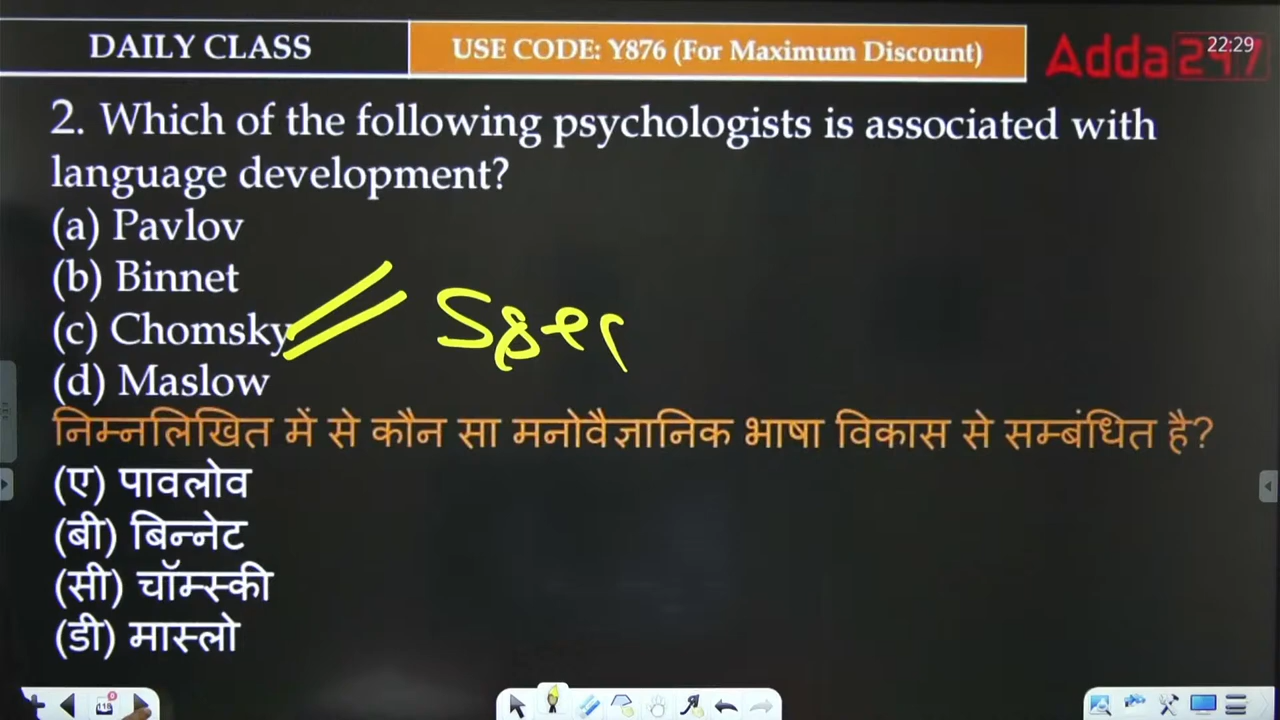 DAILY CLASS
USE CODE: Y876 (For Maximum Discount)
Adda247
22:29
2. Which of the following psychologists is associated with
language development?
(a) Pavlov
(b) Binnet
(c) Chomsky
(d) Maslow
निम्नलिखित में से कौन सा मनोवैज्ञानिक भाषा विकास से सम्बंधित है?
(ए) पावलोव
(बी) बिन्नेट
(सी) चॉम्स्की
(डी) मास्लो